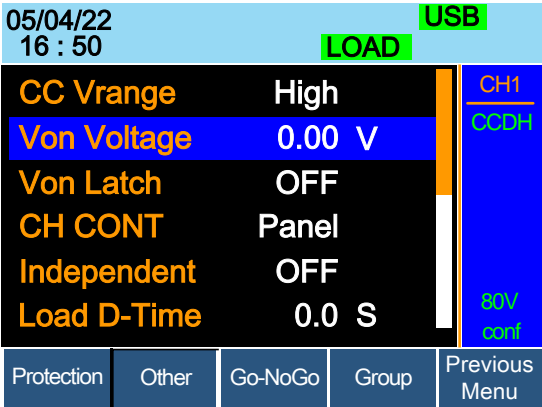 05/04/22
USB
16 : 50
LOAD
CC Vrange High
Von Voltage 0.00 V
Von Latch OFF
CH CONT Panel
Independent OFF
Load D-Time 0.0 S
CH1
CCDH
80V
conf
Protection
Other
Go-NoGo
Group
Previous
Menu